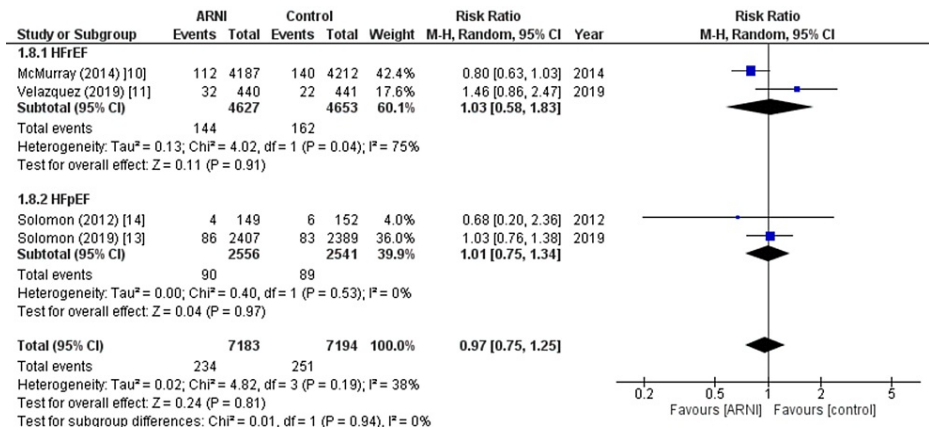 ARNI Control Risk Ratio Risk Ratio
Study or Subgroup Events Total Events Total Weight M-H, Random, 95% CI Year M-H, Random, 95% CI
1.8.1 HFrEF
McMurray (2014) ]10] 112 4187 140 4212 42.4% 0.80 [0.63, 1.03] 2014
Velazquez (2019) [11] 32 440 22 441 17.6% 1.46 [0.86, 2.47] 2019
Subtotal (95% CI) 4627 4653 60.1% 1.03 [0.58, 1.83]
Total events 144 162
Heterogeneity: Tau² = 0.13; Chi² = 4.02, df = 1 (P = 0.04); I² = 75%
Test for overall effect: Z = 0.11 (P = 0.91)
1.8.2 HFpEF
Solomon (2012) [14] 4 149 6 152 4.0% 0.68 [0.20, 2.36] 2012
Solomon (2019) [13] 86 2407 83 2389 36.0% 1.03 [0.76, 1.38] 2019
Subtotal (95% CI) 2556 2541 39.9% 1.01 [0.75, 1.34]
Total events 90 89
Heterogeneity: Tau² = 0.00; Chi² = 0.40, df = 1 (P = 0.53); I² = 0%
Test for overall effect: Z = 0.04 (P = 0.97)
Total (95% CI) 7183 7194 100.0% 0.97 [0.75, 1.25]
Total events 234 251
Heterogeneity: Tau² = 0.02; Chi² = 4.82, df = 3 (P = 0.19); I² = 38%
Test for overall effect: Z = 0.24 (P = 0.81)
Test for subgroup differences: Chi² = 0.01, df = 1 (P = 0.94), I² = 0%
0.2 0.5 1 2 5
Favours [ARNI] Favours [control]